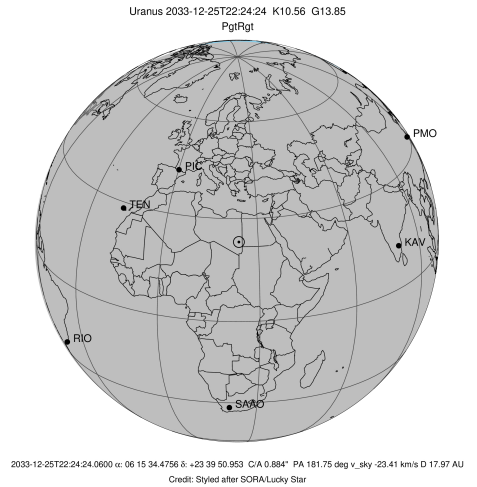 Uranus 2033-12-25T22:24:24 K10.56 G13.85
PgtRgt
PMO
PIC
TEN
KAV
RIO
SAAO
2033-12-25T22:24:24.0600 α: 06 15 34.4756 δ: +23 39 50.953 C/A 0.884" PA 181.75 deg v_sky -23.41 km/s D 17.97 AU
Credit: Styled after SORA/Lucky Star